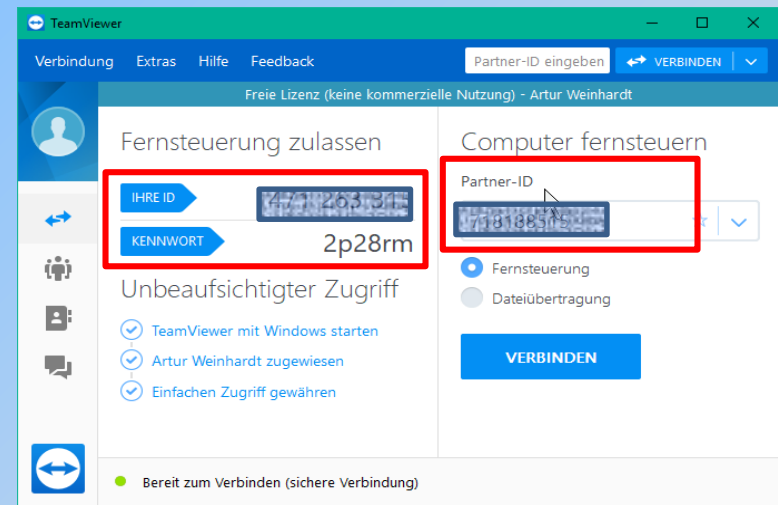 TeamViewer
Verbindung Extras Hilfe Feedback
Partner-ID eingeben VERBINDEN
Freie Lizenz (keine kommerzielle Nutzung) - Artur Weinhardt
Fernsteuerung zulassen
IHRE ID
KENNWORT 2p28rm
Unbeaufsichtigter Zugriff
TeamViewer mit Windows starten
Artur Weinhardt zugewiesen
Einfachen Zugriff gewähren
Computer fernsteuern
Partner-ID
Fernsteuerung
Dateiübertragung
VERBINDEN
Bereit zum Verbinden (sichere Verbindung)